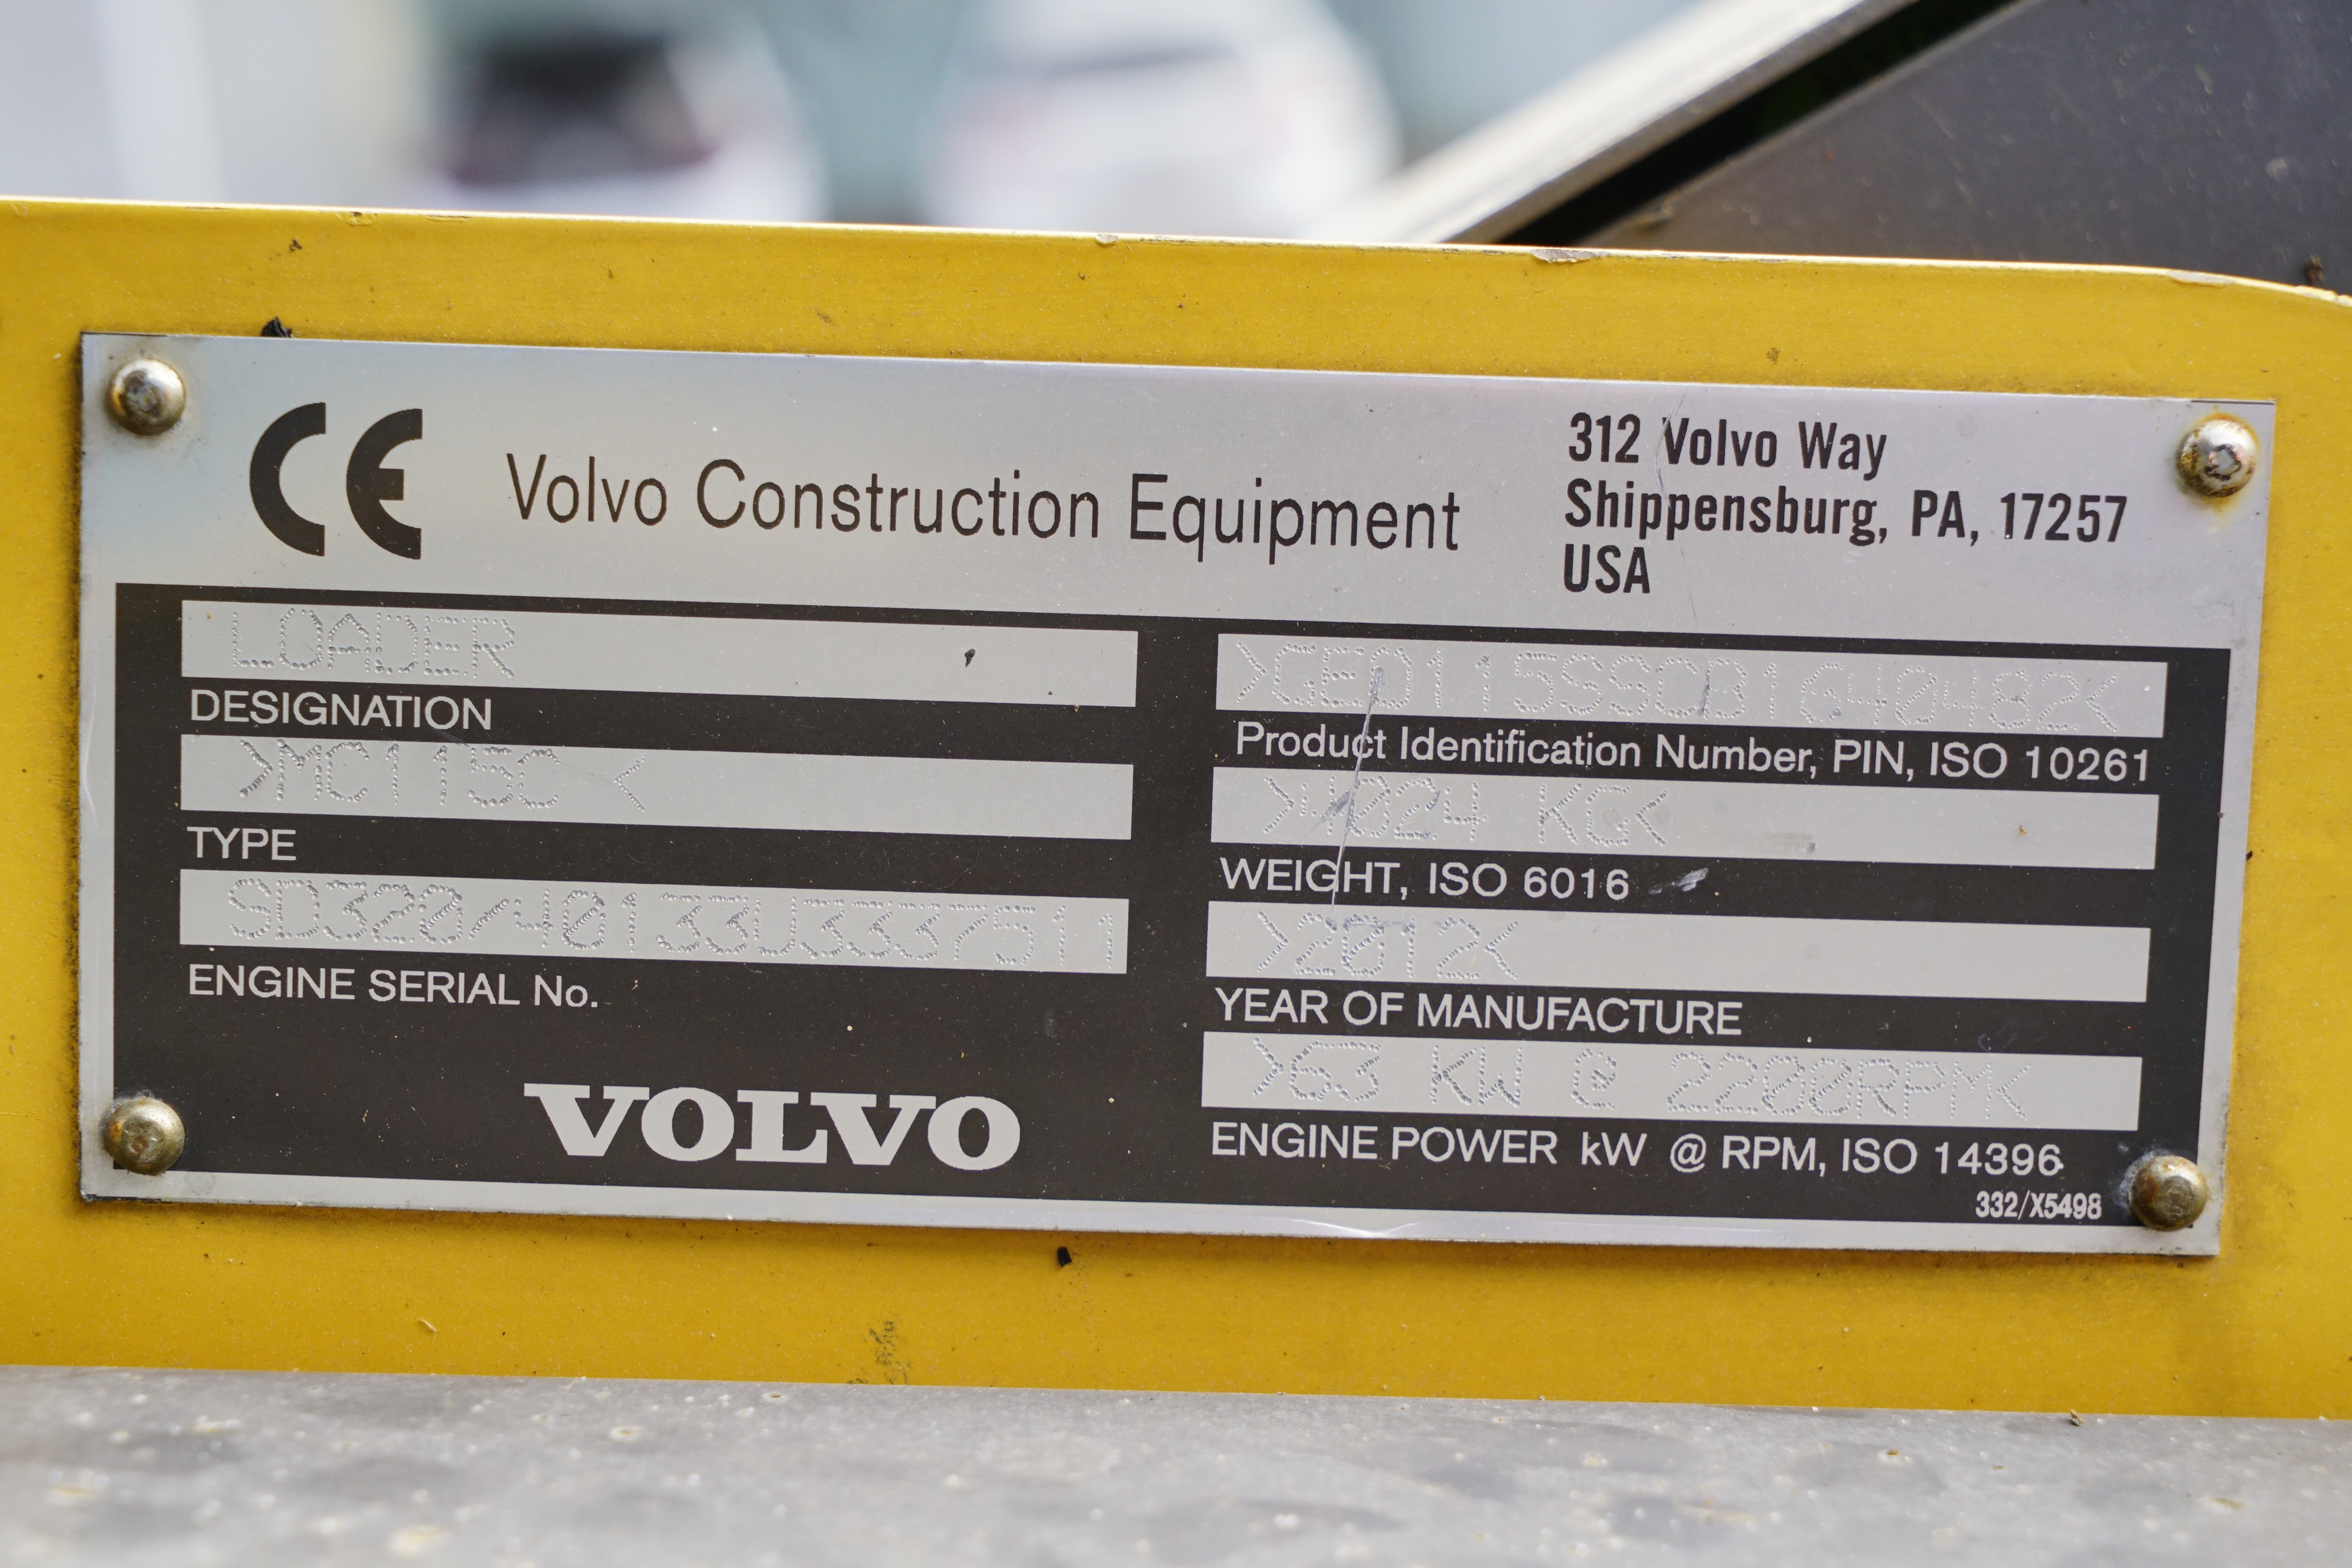 CE Volvo Construction Equipment
312 Volvo Way
Shippensburg, PA, 17257
USA
LOADER
DESIGNATION
>MC115C <
TYPE
SD320/40133U3337511
ENGINE SERIAL No.
VOLVO
>GED115SSCB1640482<
Product Identification Number, PIN, ISO 10261
>4024 KG<
WEIGHT, ISO 6016
>2012<
YEAR OF MANUFACTURE
>63 KW @ 2200RPM<
ENGINE POWER kW @ RPM, ISO 14396
332/X5498